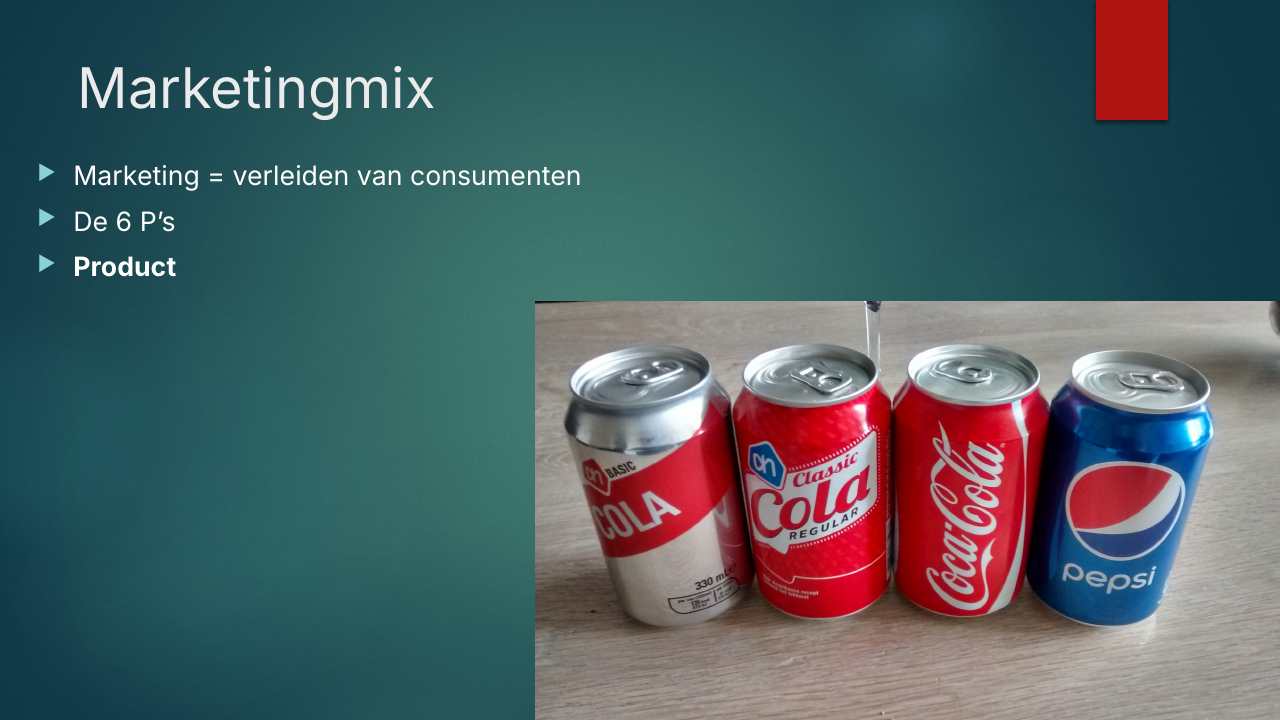 Marketingmix
Marketing = verleiden van consumenten
De 6 P’s
Product
ah BASIC
COLA
330 ml
ah
Classic
Cola
REGULAR
Coca-Cola
pepsi